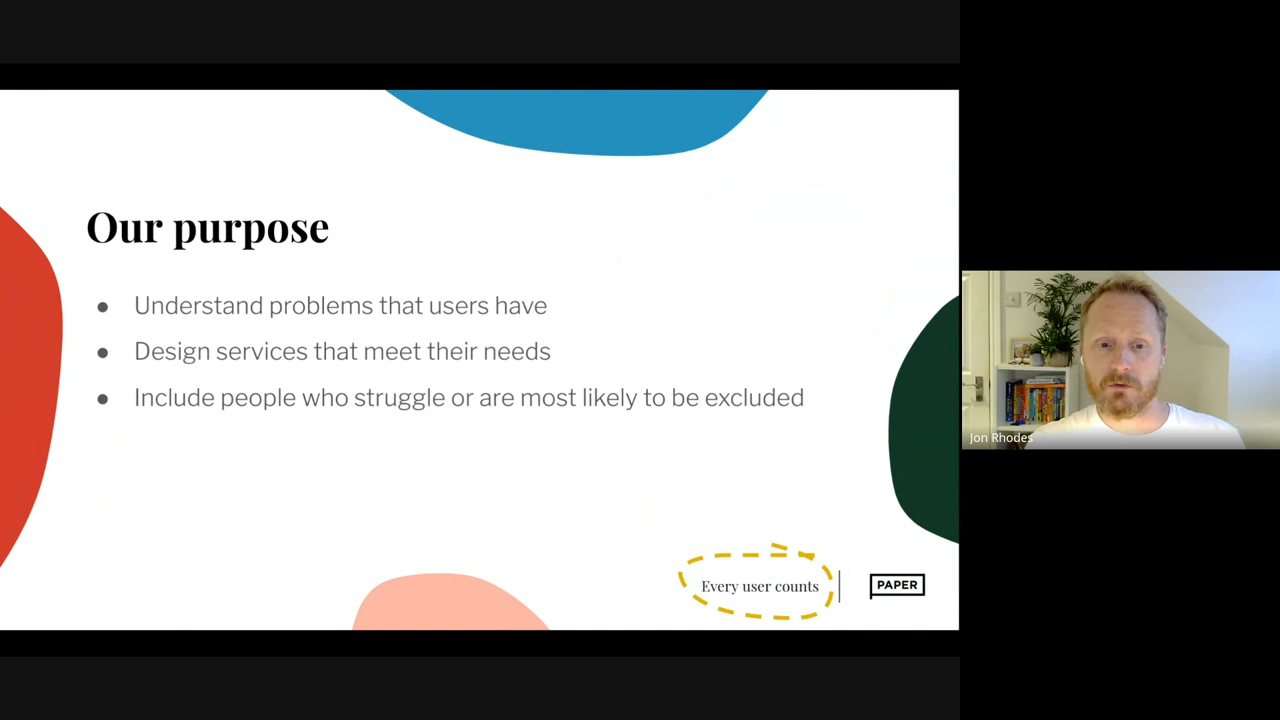 Our purpose
● Understand problems that users have
● Design services that meet their needs
● Include people who struggle or are most likely to be excluded
Every user counts
PAPER
Jon Rhodes